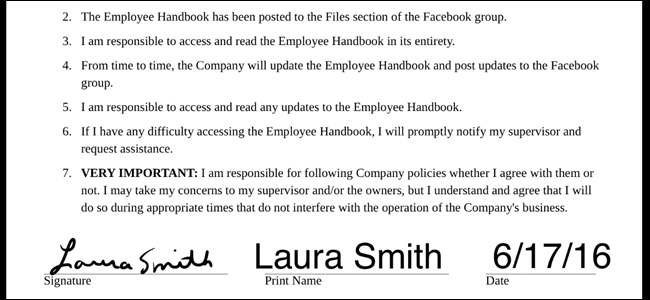 2. The Employee Handbook has been posted to the Files section of the Facebook group.
3. I am responsible to access and read the Employee Handbook in its entirety.
4. From time to time, the Company will update the Employee Handbook and post updates to the Facebook
group.
5. I am responsible to access and read any updates to the Employee Handbook.
6. If I have any difficulty accessing the Employee Handbook, I will promptly notify my supervisor and
request assistance.
7. VERY IMPORTANT: I am responsible for following Company policies whether I agree with them or
not. I may take my concerns to my supervisor and/or the owners, but I understand and agree that I will
do so during appropriate times that do not interfere with the operation of the Company's business.
Laura Smith Laura Smith 6/17/16
Signature Print Name Date